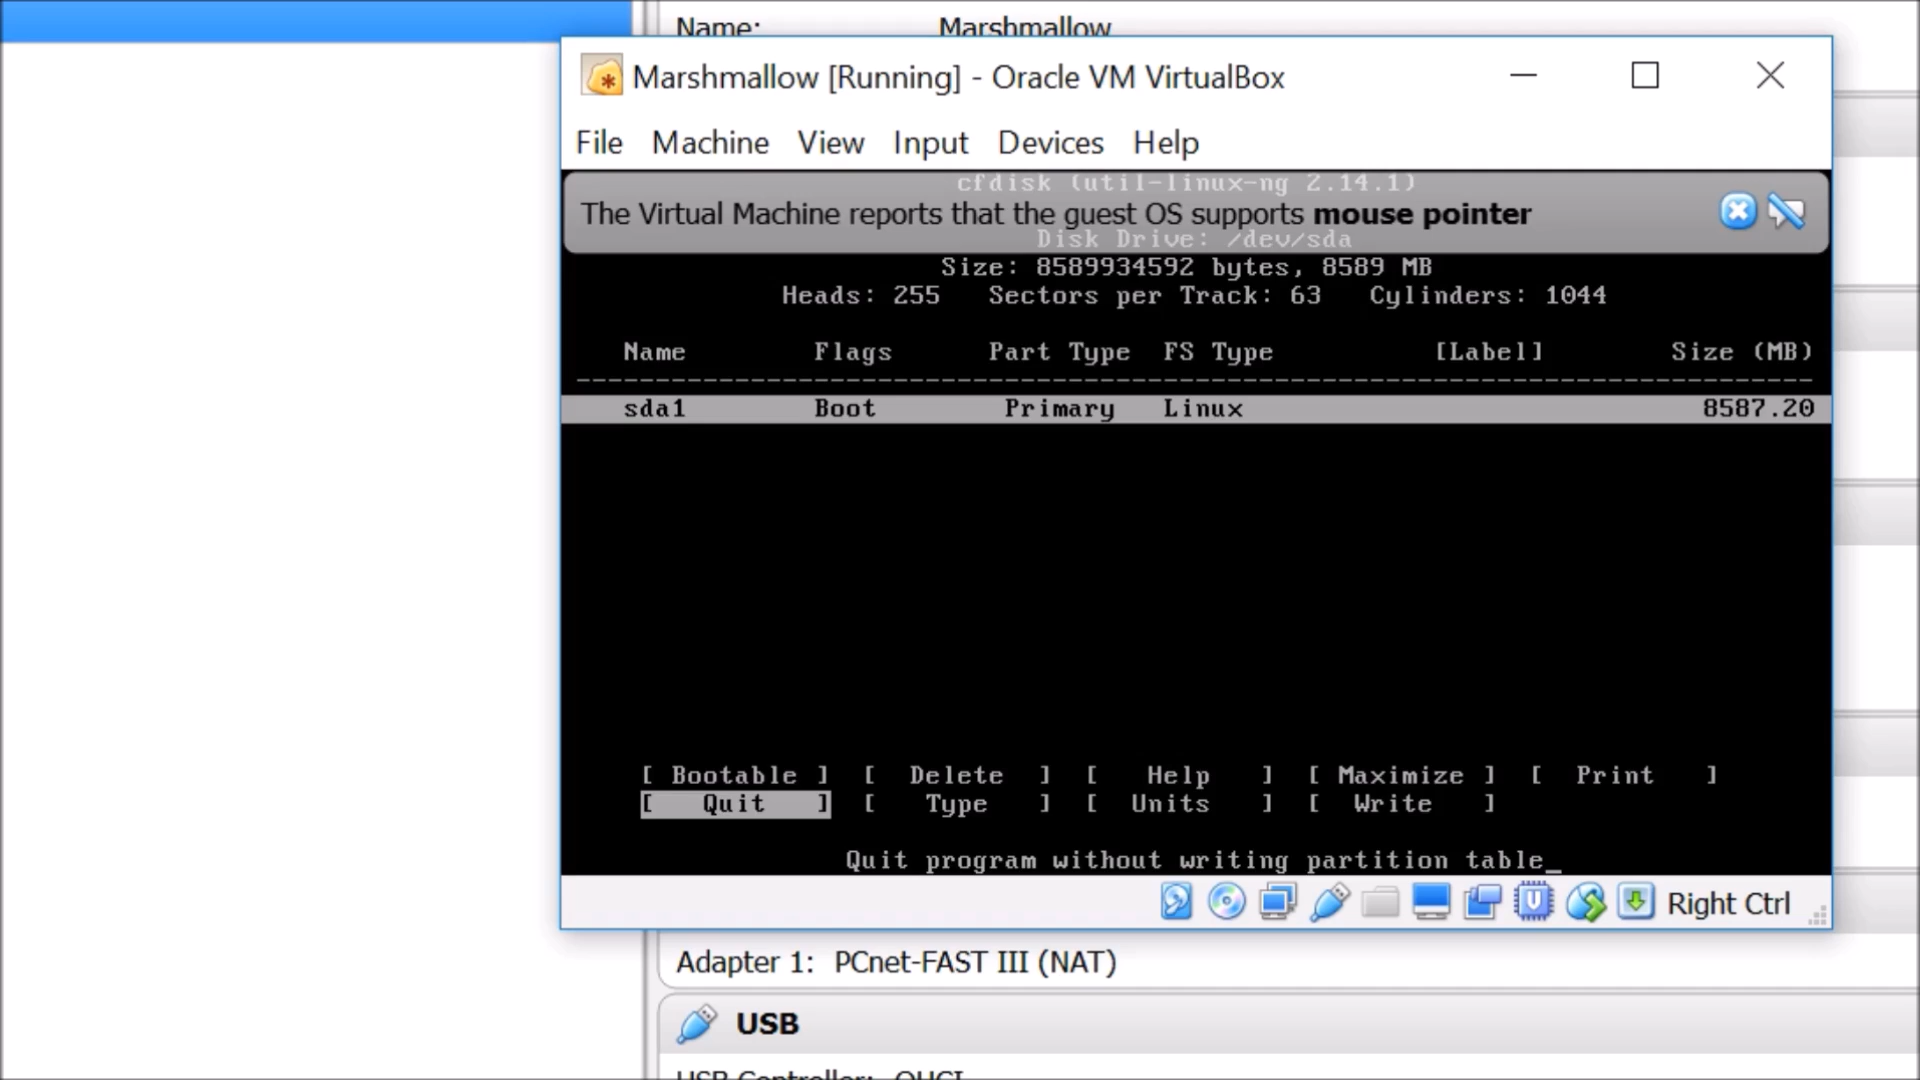 Name: Marshmallow
Marshmallow [Running] - Oracle VM VirtualBox
File Machine View Input Devices Help
cfdisk (util-linux-ng 2.14.1)
The Virtual Machine reports that the guest OS supports mouse pointer
Disk Drive: /dev/sda
Size: 8589934592 bytes, 8589 MB
Heads: 255 Sectors per Track: 63 Cylinders: 1044
Name Flags Part Type FS Type [Label] Size (MB)
sda1 Boot Primary Linux 8587.20
[ Bootable ] [ Delete ] [ Help ] [ Maximize ] [ Print ]
[ Quit ] [ Type ] [ Units ] [ Write ]
Quit program without writing partition table_
Right Ctrl
Adapter 1: PCnet-FAST III (NAT)
USB
USB Controller: OHCI